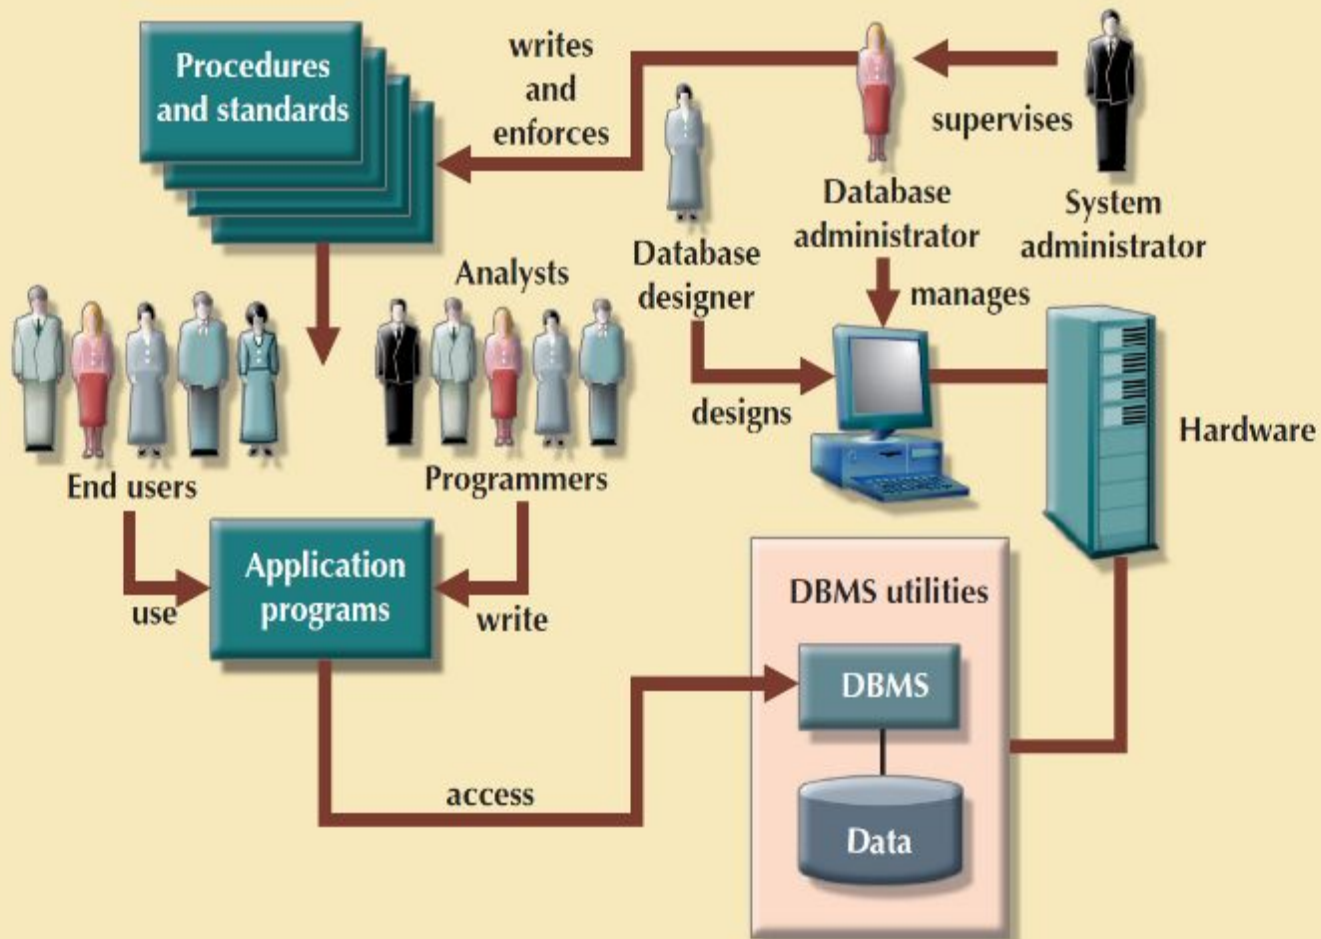 Procedures
and standards
writes
and
enforces
supervises
Database
administrator
System
administrator
Database
designer
Analysts
manages
designs
Hardware
End users
Programmers
Application
programs
use
write
DBMS utilities
DBMS
access
Data